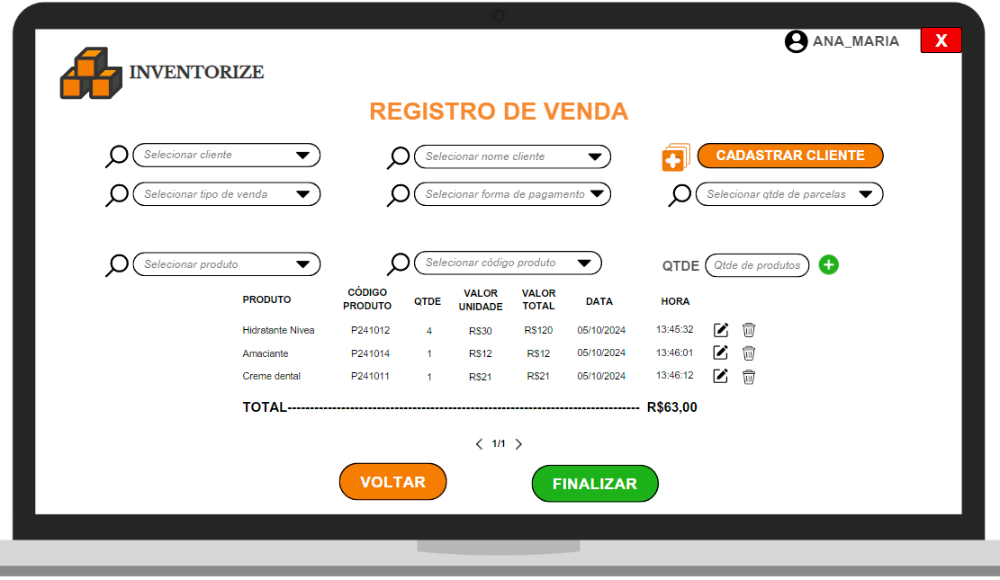 ANA_MARIA
X
INVENTORIZE
REGISTRO DE VENDA
Selecionar cliente
Selecionar nome cliente
CADASTRAR CLIENTE
Selecionar tipo de venda
Selecionar forma de pagamento
Selecionar qtde de parcelas
Selecionar produto
Selecionar código produto
QTDE
Qtde de produtos
PRODUTO
CÓDIGO
PRODUTO
QTDE
VALOR
UNIDADE
VALOR
TOTAL
DATA
HORA
Hidratante Nivea P241012 4 R$30 R$120 05/10/2024 13:45:32
Amaciante P241014 1 R$12 R$12 05/10/2024 13:46:01
Creme dental P241011 1 R$21 R$21 05/10/2024 13:46:12
TOTAL------------------------------------------------------------------------------- R$63,00
1/1
VOLTAR
FINALIZAR